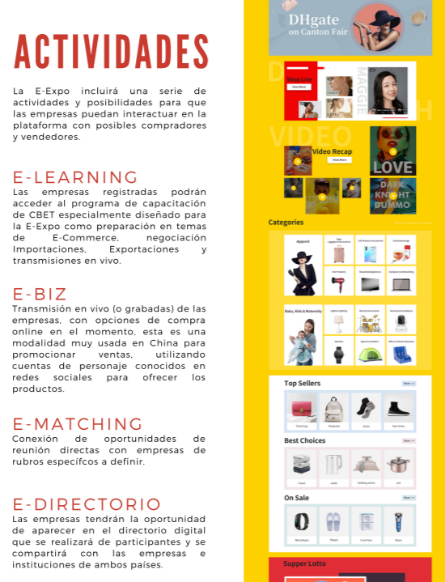 ACTIVIDADES
La E-Expo incluirá una serie de
actividades y posibilidades para que
las empresas puedan interactuar en la
plataforma con posibles compradores
y vendedores.
E-LEARNING
Las empresas registradas podrán
acceder al programa de capacitación
de CBET especialmente diseñado para
la E-Expo como preparación en temas
de E-Commerce, negociación
Importaciones, Exportaciones y
transmisiones en vivo.
E-BIZ
Transmisión en vivo (o grabadas) de las
empresas, con opciones de compra
online en el momento, esta es una
modalidad muy usada en China para
promocionar ventas, utilizando
cuentas de personaje conocidos en
redes sociales para ofrecer los
productos.
E-MATCHING
Conexión de oportunidades de
reunión directas con empresas de
rubros específcos a definir.
E-DIRECTORIO
Las empresas tendrán la oportunidad
de aparecer en el directorio digital
que se realizará de participantes y se
compartirá con las empresas e
instituciones de ambos países.
DHgate
on Canton Fair
Shop Live
MAGGIE
VIDEO
Video Recap
LOVE
DARK
KNIGHT
DUMMO
Categories
Apparel
Baby, Kids & Maternity
Top Sellers
Best Choices
On Sale
Supper Lotto